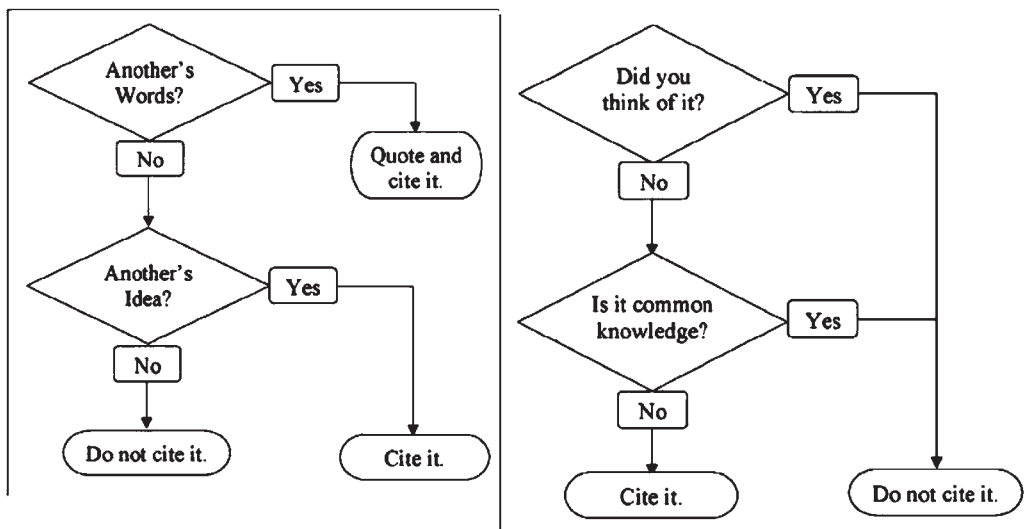 Another's
Words?
Yes
No
Quote and
cite it.
Another's
Idea?
Yes
No
Do not cite it.
Cite it.
Did you
think of it?
Yes
No
Is it common
knowledge?
Yes
No
Cite it.
Do not cite it.